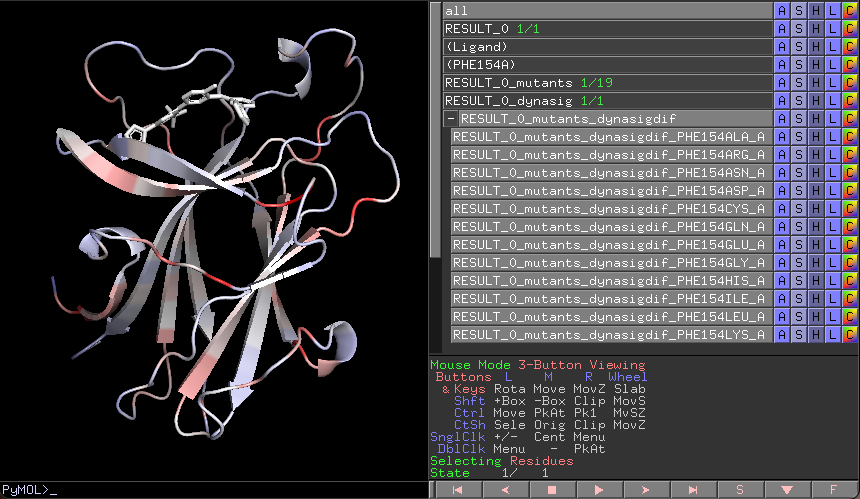 all A S H L C
RESULT_0 1/1 A S H L C
(Ligand) A S H L C
(PHE154A) A S H L C
RESULT_0_mutants 1/19 A S H L C
RESULT_0_dynasig 1/1 A S H L C
- RESULT_0_mutants_dynasigdif A S H L C
RESULT_0_mutants_dynasigdif_PHE154ALA_A A S H L C
RESULT_0_mutants_dynasigdif_PHE154ARG_A A S H L C
RESULT_0_mutants_dynasigdif_PHE154ASN_A A S H L C
RESULT_0_mutants_dynasigdif_PHE154ASP_A A S H L C
RESULT_0_mutants_dynasigdif_PHE154CYS_A A S H L C
RESULT_0_mutants_dynasigdif_PHE154GLN_A A S H L C
RESULT_0_mutants_dynasigdif_PHE154GLU_A A S H L C
RESULT_0_mutants_dynasigdif_PHE154GLY_A A S H L C
RESULT_0_mutants_dynasigdif_PHE154HIS_A A S H L C
RESULT_0_mutants_dynasigdif_PHE154ILE_A A S H L C
RESULT_0_mutants_dynasigdif_PHE154LEU_A A S H L C
RESULT_0_mutants_dynasigdif_PHE154LYS_A A S H L C
Mouse Mode 3-Button Viewing
Buttons L M R Wheel
& Keys Rota Move MovZ Slab
Shft +Box -Box Clip MovS
Ctrl Move PkAt Pk1 MvSZ
CtSh Sele Orig Clip MovZ
SnglClk +/- Cent Menu
DblClk Menu - PkAt
Selecting Residues
State 1/ 1
PyMOL>_
S F